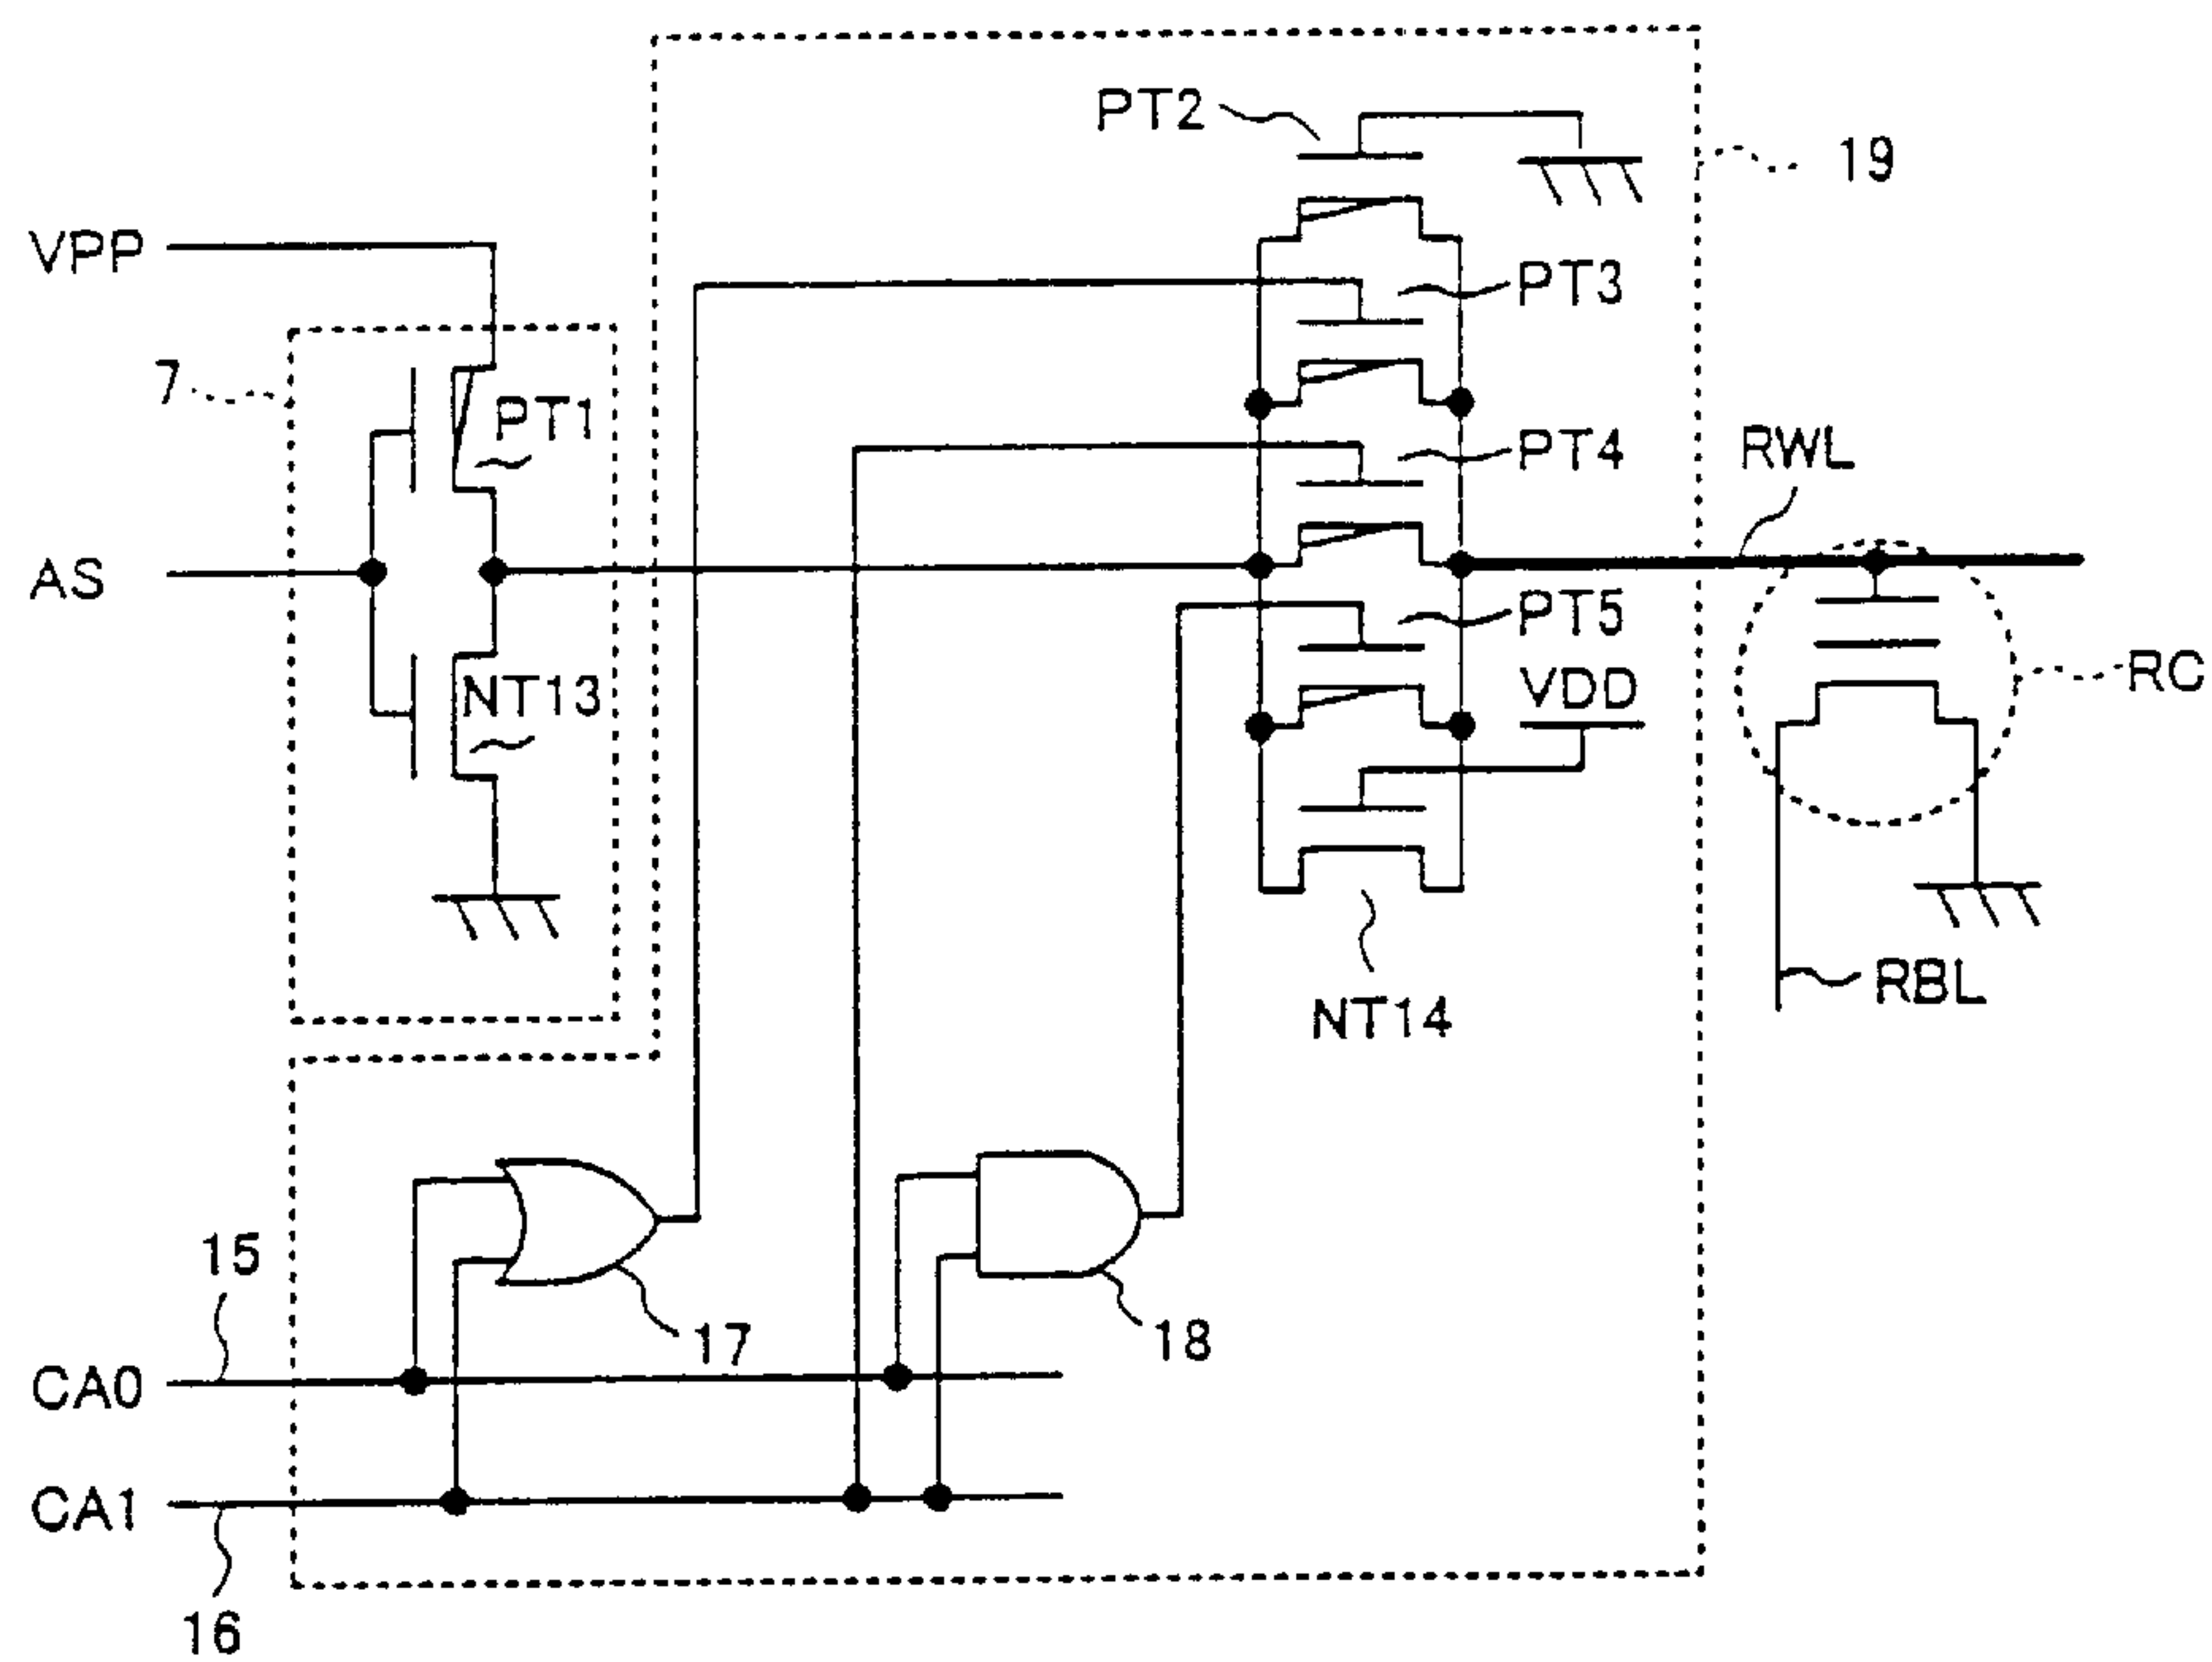 PT2
19
VPP
PT3
7
PT1
PT4
RWL
AS
PT5
NT13
VDD
RC
RBL
NT14
15
17
18
CA0
CA1
16